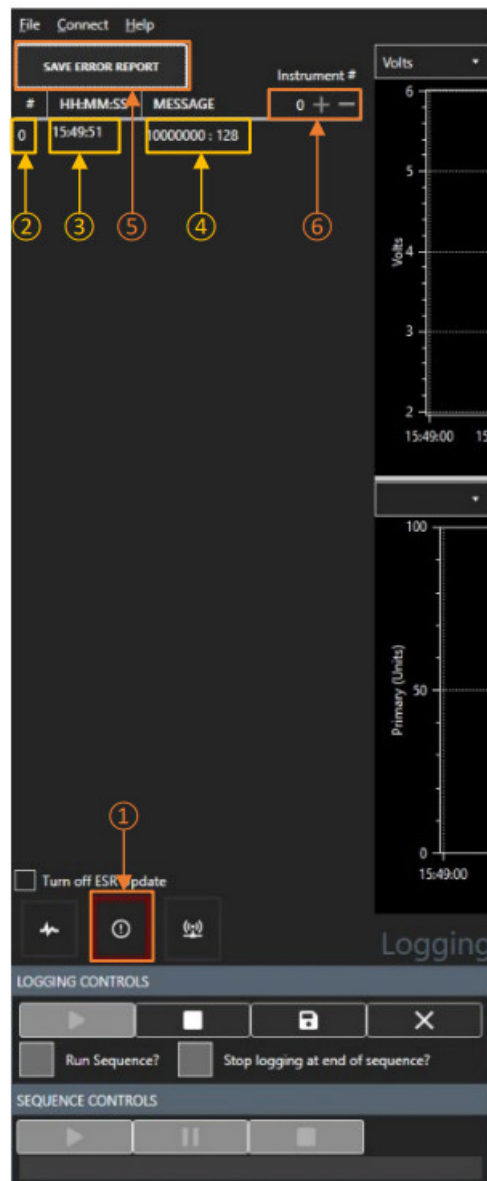 File Connect Help
SAVE ERROR REPORT
Instrument #
# HH:MM:SS MESSAGE 0 + −
0 15:49:51 10000000 : 128
② ③ ⑤ ④ ⑥
Volts
6
5
4
3
2
Volts
15:49:00 15
100
50
0
Primary (Units)
15:49:00
①
Turn off ESR Update
Logging
LOGGING CONTROLS
Run Sequence? Stop logging at end of sequence?
SEQUENCE CONTROLS